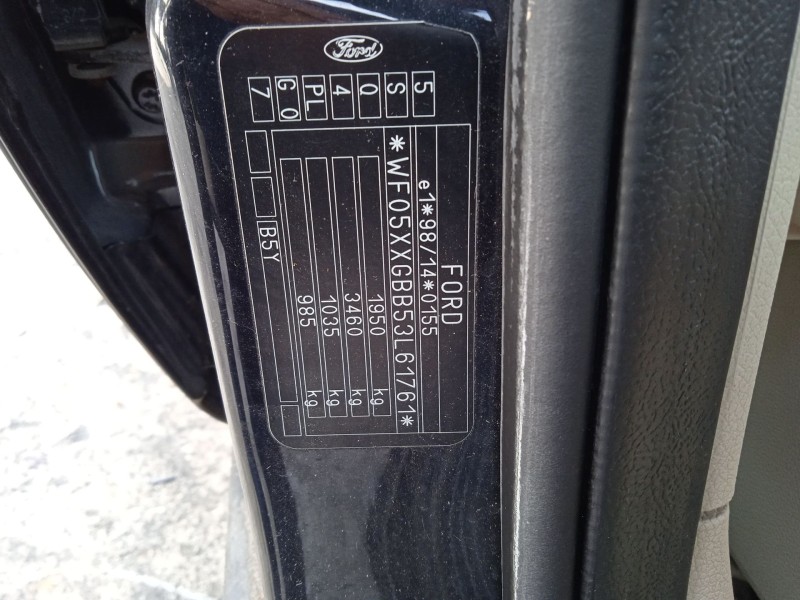 Ford
FORD
e1*98/14*0155
*WF05XXGBB53L61761*
1950 kg
3460 kg
1035 kg
985 kg
B5Y
5 S Q 4 PL G0 7